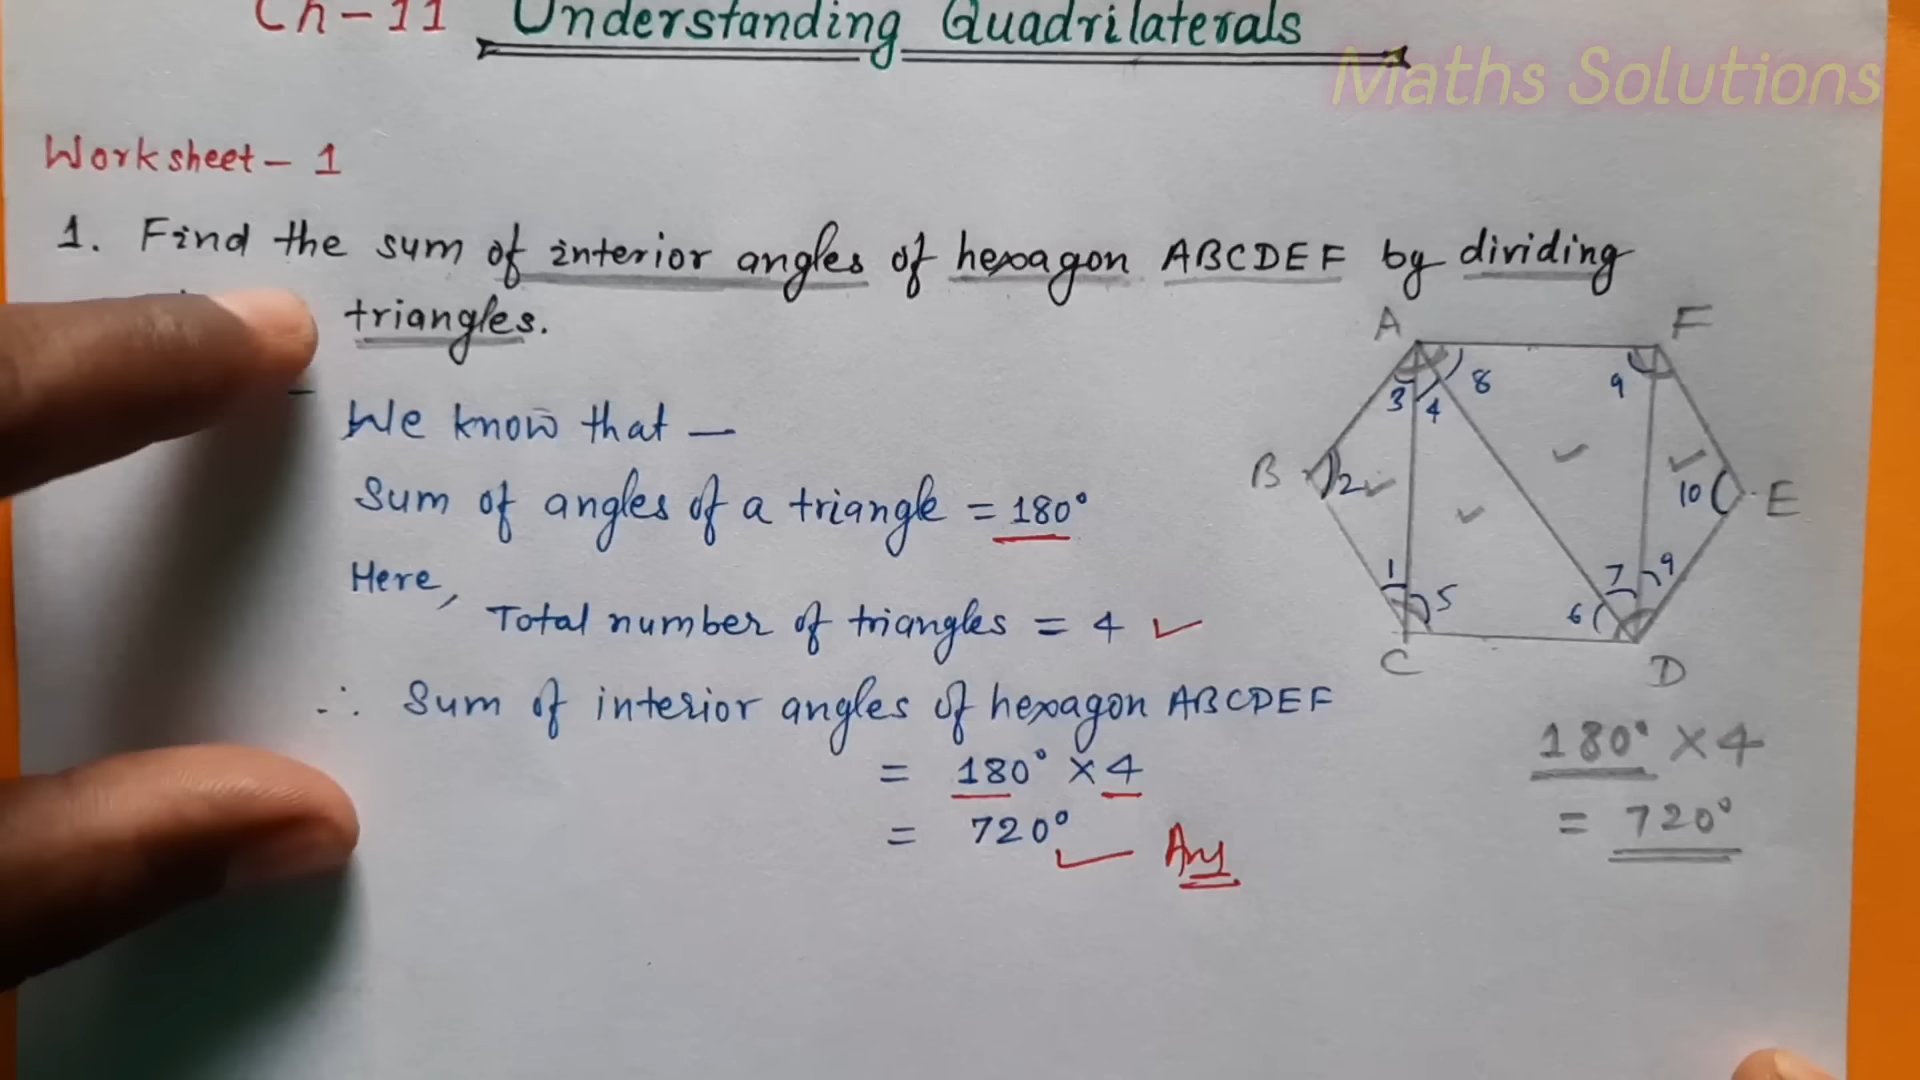 Ch-11 Understanding Quadrilaterals
Maths Solutions
Worksheet - 1
1. Find the sum of interior angles of hexagon ABCDEF by dividing
triangles.
We know that —
Sum of angles of a triangle = 180°
Here,
Total number of triangles = 4 ✓
∴ Sum of interior angles of hexagon ABCDEF
= 180° × 4
= 720° ✓ Ans
A F
3 4 8 9
B 2 ✓ ✓ ✓ ✓ 10 E
1 5 6 7 9
C D
180° × 4
= 720°